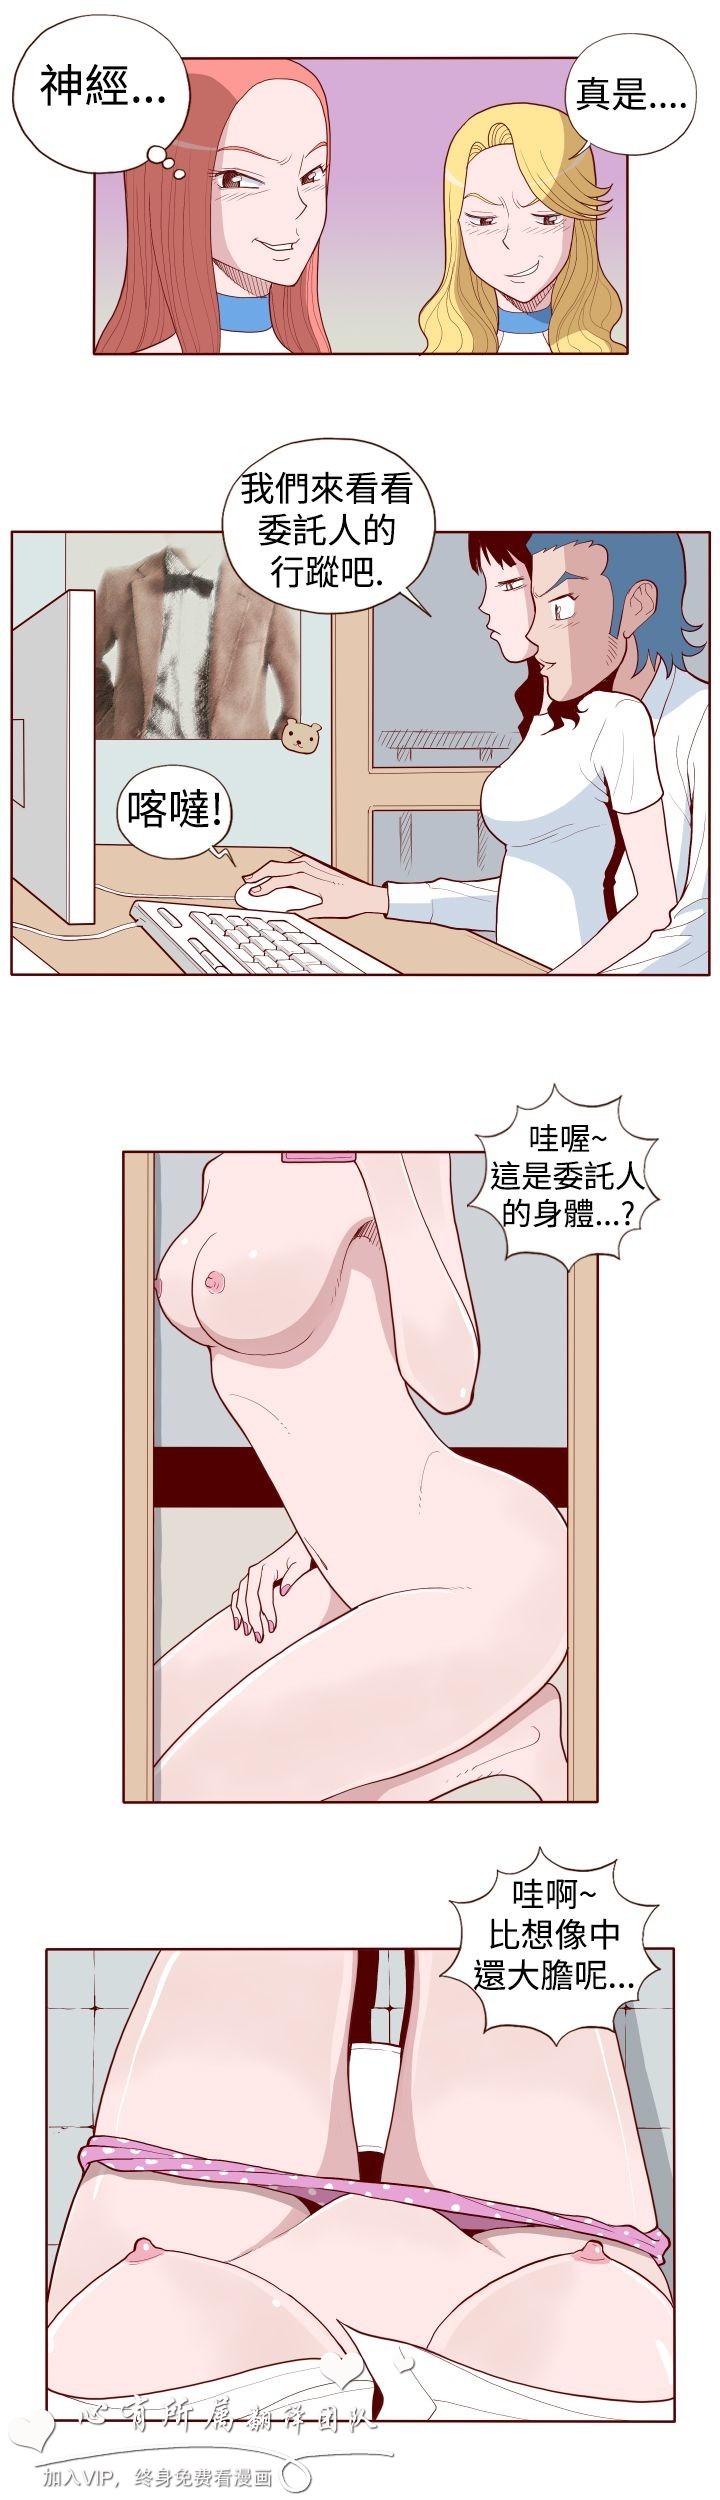 神經...
真是....
我們來看看
委託人的
行蹤吧.
喀噠!
哇喔~
這是委託人
的身體...?
哇啊~
比想像中
還大膽呢...
心有所属翻译团队
加入VIP，终身免费看漫画